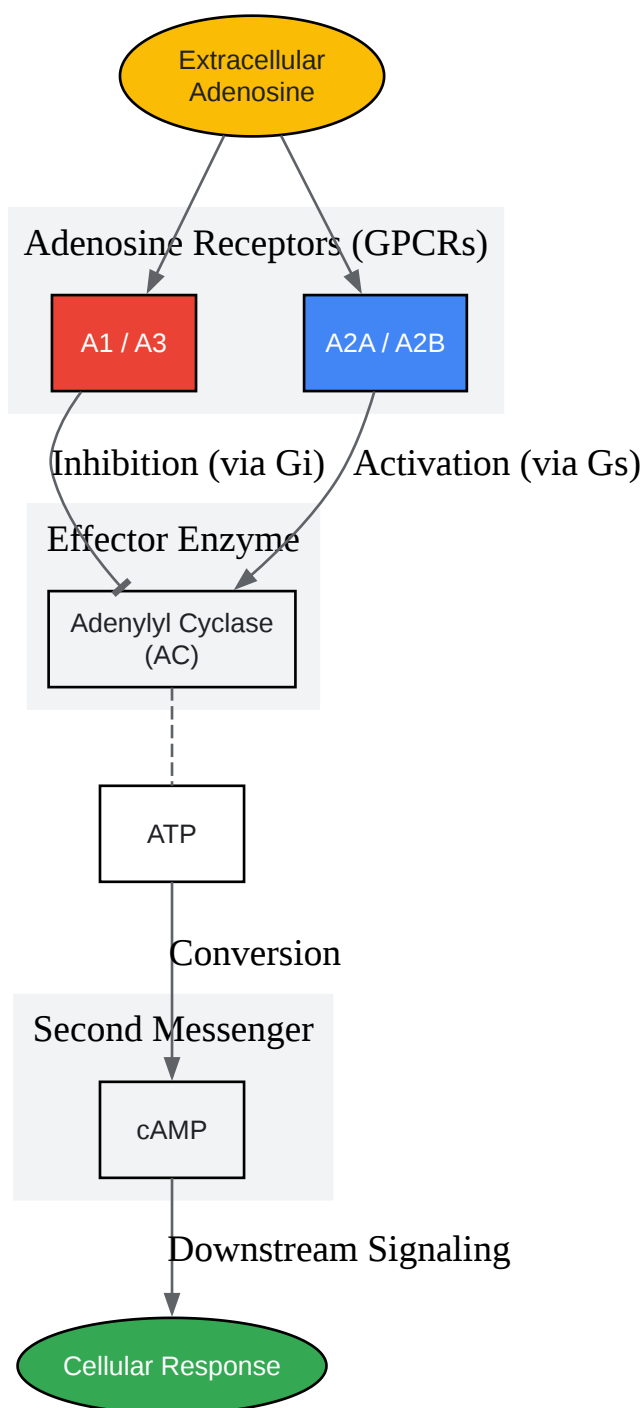 Extracellular
Adenosine
Adenosine Receptors (GPCRs)
A1 / A3
A2A / A2B
Inhibition (via Gi)
Activation (via Gs)
Effector Enzyme
Adenylyl Cyclase
(AC)
ATP
Conversion
Second Messenger
cAMP
Downstream Signaling
Cellular Response